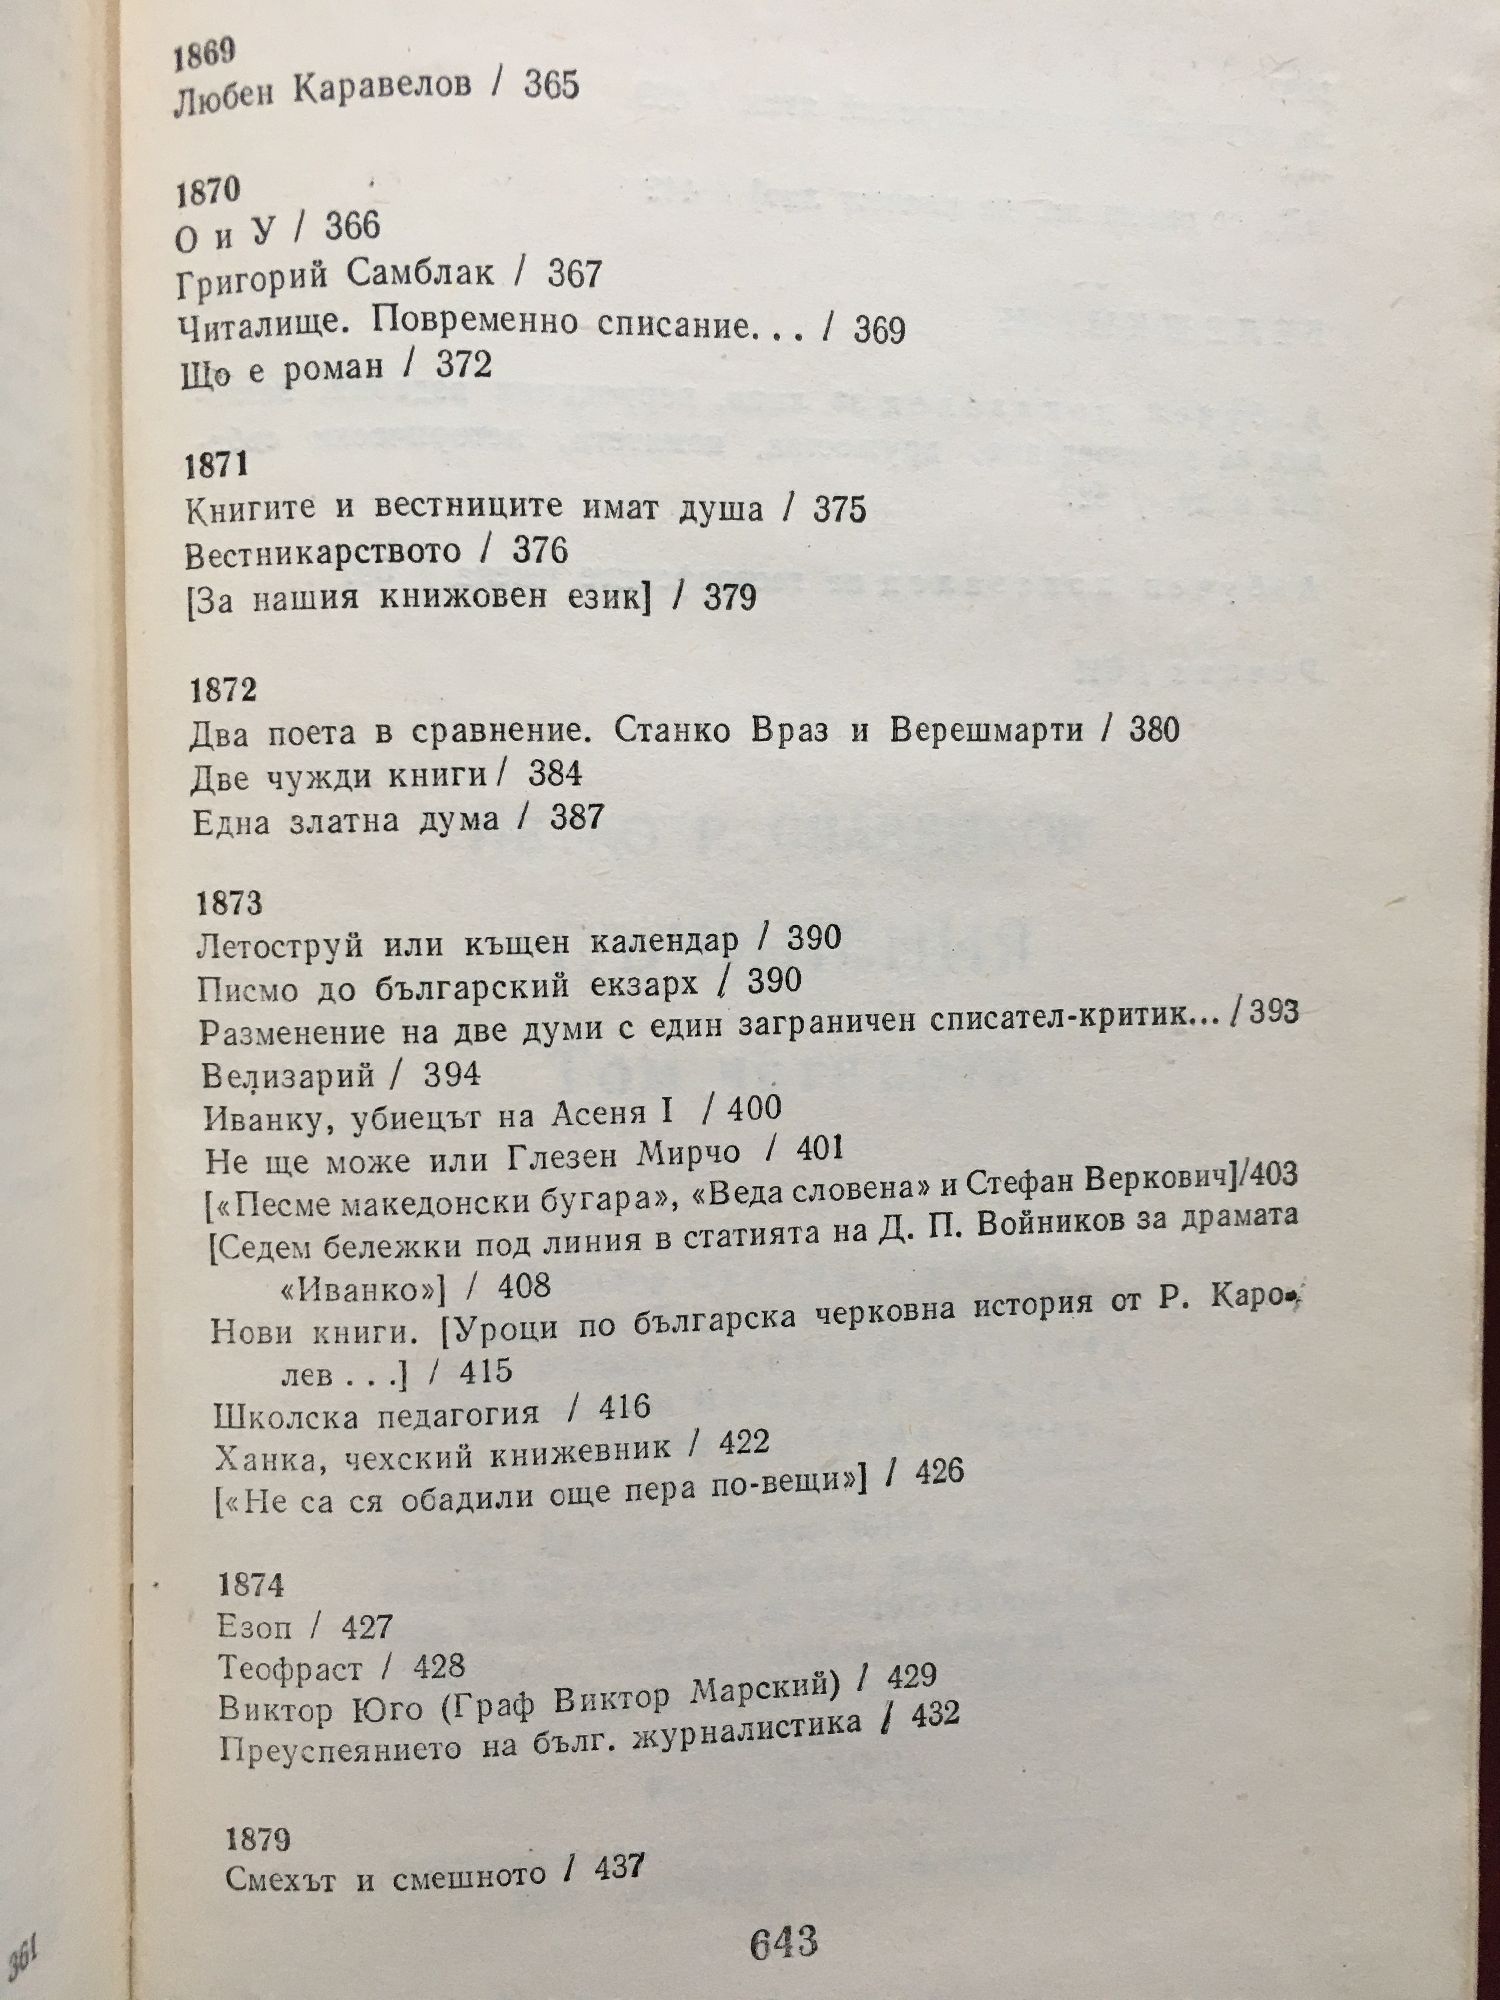 1869
Любен Каравелов / 365
1870
О и У / 366
Григорий Самблак / 367
Читалище. Повременно списание. . . / 369
Що е роман / 372
1871
Книгите и вестниците имат душа / 375
Вестникарството / 376
[За нашия книжовен език] / 379
1872
Два поета в сравнение. Станко Враз и Верешмарти / 380
Две чужди книги / 384
Една златна дума / 387
1873
Летоструй или къщен календар / 390
Писмо до българский екзарх / 390
Разменение на две думи с един заграничен списател-критик... / 393
Велизарий / 394
Иванку, убиецът на Асеня I / 400
Не ще може или Глезен Мирчо / 401
[«Песме македонски бугара», «Веда словена» и Стефан Веркович]/403
[Седем бележки под линия в статията на Д. П. Войников за драмата
«Иванко»] / 408
Нови книги. [Уроци по българска черковна история от Р. Каро-
лев . . .] / 415
Школска педагогия / 416
Ханка, чехский книжевник / 422
[«Не са ся обадили още пера по-вещи»] / 426
1874
Езоп / 427
Теофраст / 428
Виктор Юго (Граф Виктор Марский) / 429
Преуспеянието на бълг. журналистика / 432
1879
Смехът и смешното / 437
643
361